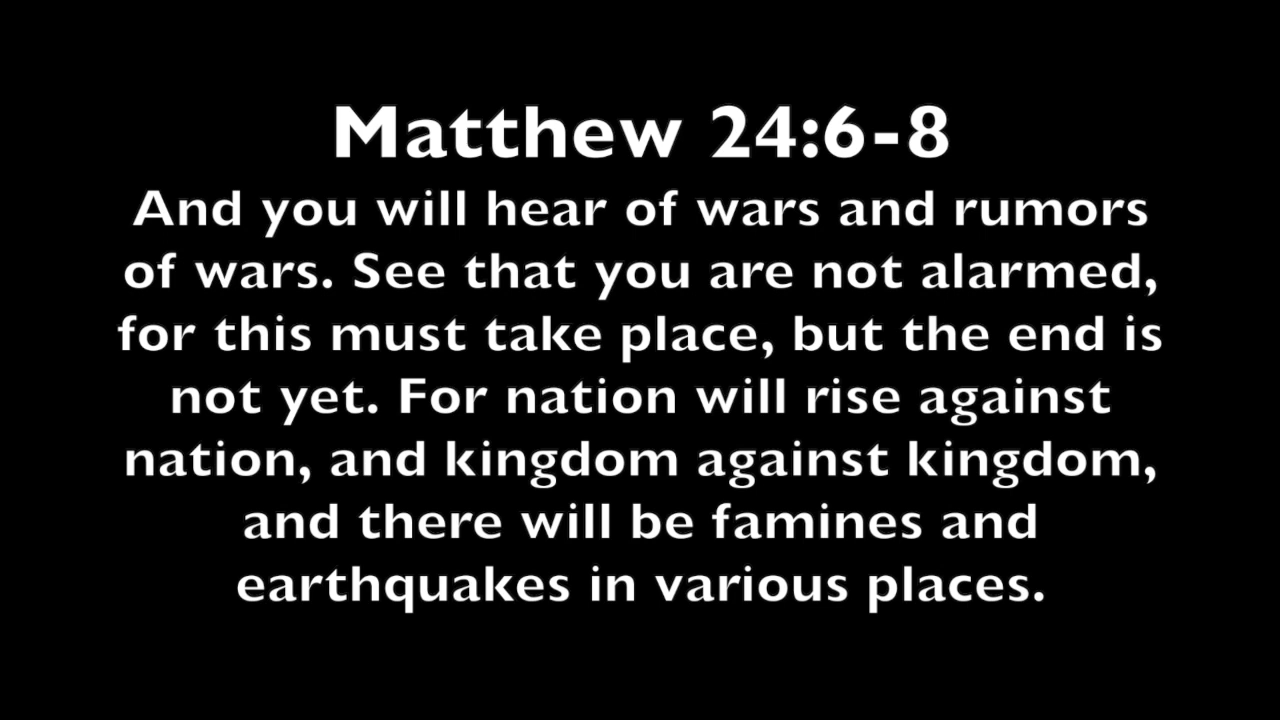 Matthew 24:6-8
And you will hear of wars and rumors
of wars. See that you are not alarmed,
for this must take place, but the end is
not yet. For nation will rise against
nation, and kingdom against kingdom,
and there will be famines and
earthquakes in various places.